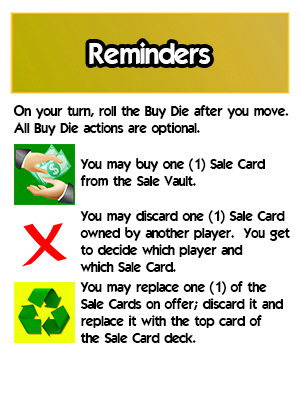 Reminders
On your turn, roll the Buy Die after you move.
All Buy Die actions are optional.
You may buy one (1) Sale Card
from the Sale Vault.
You may discard one (1) Sale Card
owned by another player.  You get
to decide which player and
which Sale Card.
You may replace one (1) of the
Sale Cards on offer; discard it and
replace it with the top card of
the Sale Card deck.